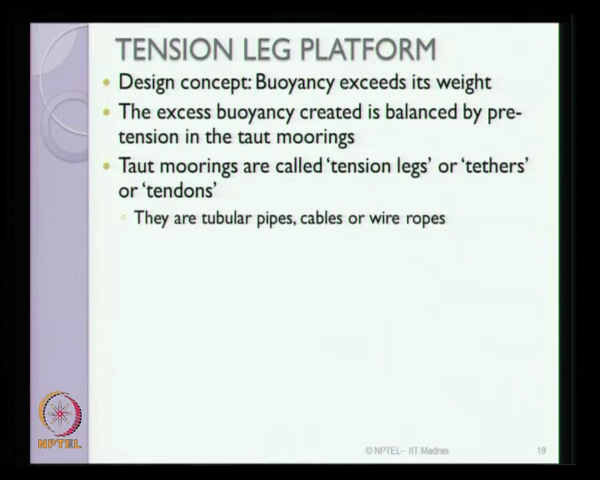 TENSION LEG PLATFORM
Design concept: Buoyancy exceeds its weight
The excess buoyancy created is balanced by pre-
tension in the taut moorings
Taut moorings are called 'tension legs' or 'tethers'
or 'tendons'
They are tubular pipes, cables or wire ropes
NPTEL
© NPTEL- IIT Madras
19